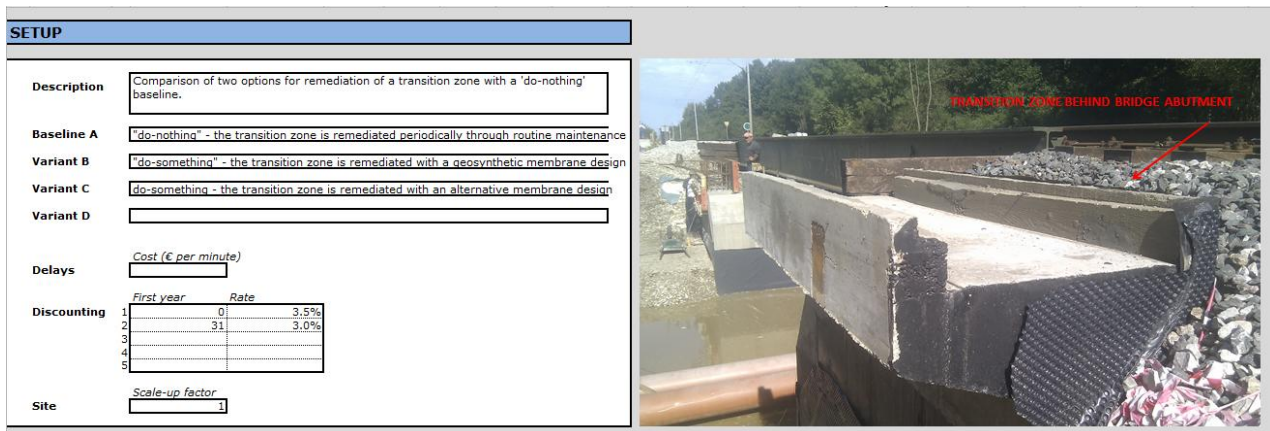 SETUP
Description
Comparison of two options for remediation of a transition zone with a 'do-nothing'
baseline.
Baseline A
"do-nothing" - the transition zone is remediated periodically through routine maintenance
Variant B
"do-something" - the transition zone is remediated with a geosynthetic membrane design
Variant C
do-something - the transition zone is remediated with an alternative membrane design
Variant D
Cost (€ per minute)
Delays
First year Rate
Discounting 1 0 3.5%
2 31 3.0%
3
4
5
Scale-up factor
Site 1
TRANSITION ZONE BEHIND BRIDGE ABUTMENT